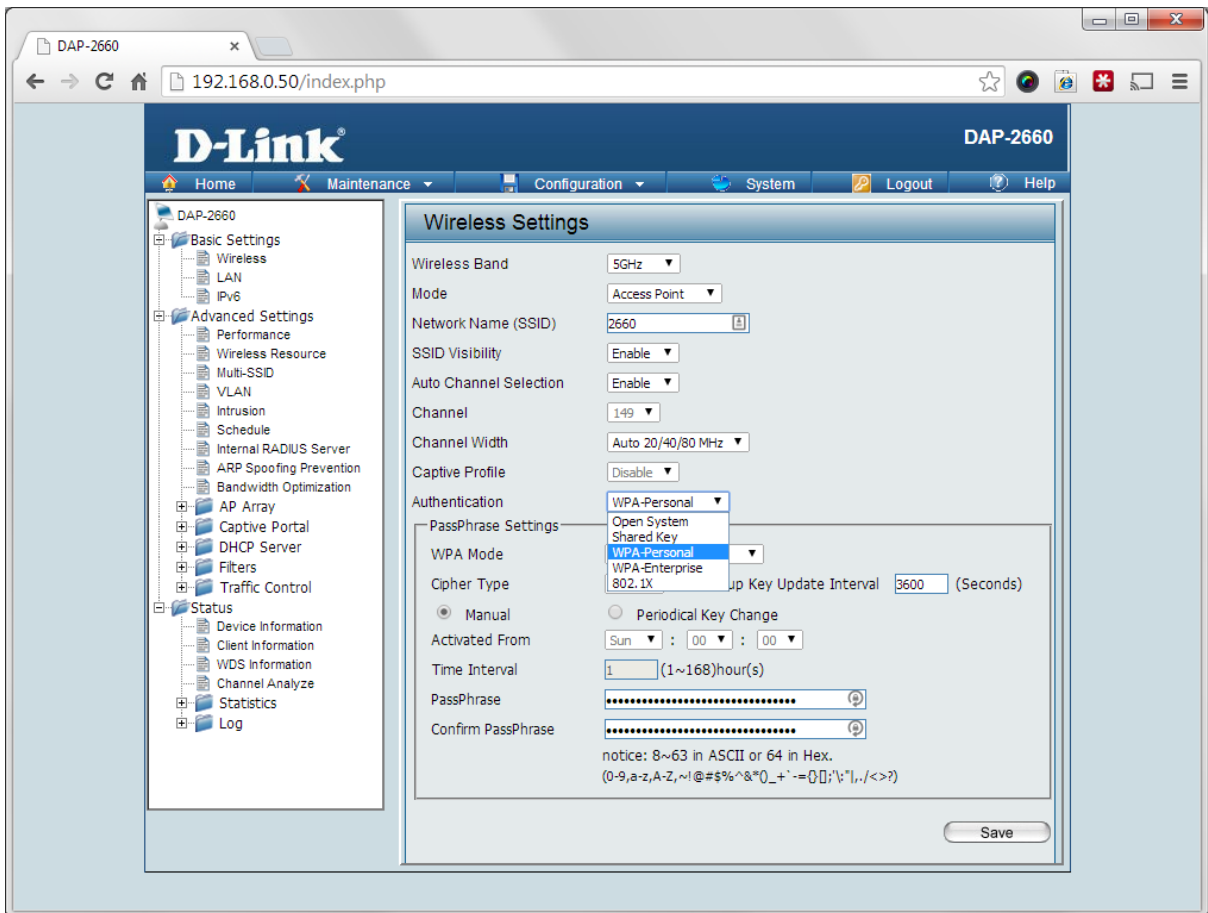 DAP-2660
192.168.0.50/index.php
D-Link®
DAP-2660
Home Maintenance Configuration System Logout Help
DAP-2660
Basic Settings
Wireless
LAN
IPv6
Advanced Settings
Performance
Wireless Resource
Multi-SSID
VLAN
Intrusion
Schedule
Internal RADIUS Server
ARP Spoofing Prevention
Bandwidth Optimization
AP Array
Captive Portal
DHCP Server
Filters
Traffic Control
Status
Device Information
Client Information
WDS Information
Channel Analyze
Statistics
Log
Wireless Settings
Wireless Band 5GHz
Mode Access Point
Network Name (SSID) 2660
SSID Visibility Enable
Auto Channel Selection Enable
Channel 149
Channel Width Auto 20/40/80 MHz
Captive Profile Disable
Authentication WPA-Personal
Open System
Shared Key
WPA-Personal
WPA-Enterprise
802.1X
PassPhrase Settings
WPA Mode
Cipher Type up Key Update Interval 3600 (Seconds)
Manual Periodical Key Change
Activated From Sun : 00 : 00
Time Interval 1 (1~168)hour(s)
PassPhrase ••••••••••••••••••••••••••••••••
Confirm PassPhrase ••••••••••••••••••••••••••••••••
notice: 8~63 in ASCII or 64 in Hex.
(0-9,a-z,A-Z,~!@#$%^&*()_+`-={}[];'\:"|,./<>?)
Save